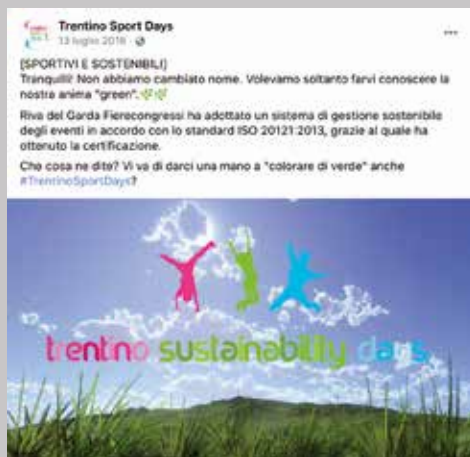 Trentino Sport Days
13 luglio 2018
[SPORTIVI E SOSTENIBILI]
Tranquilli! Non abbiamo cambiato nome. Volevamo soltanto farvi conoscere la
nostra anima "green".🌿🌿
Riva del Garda Fierecongressi ha adottato un sistema di gestione sostenibile
degli eventi in accordo con lo standard ISO 20121:2013, grazie al quale ha
ottenuto la certificazione.
Che cosa ne dite? Vi va di darci una mano a "colorare di verde" anche
#TrentinoSportDays?
trentino sustainability days